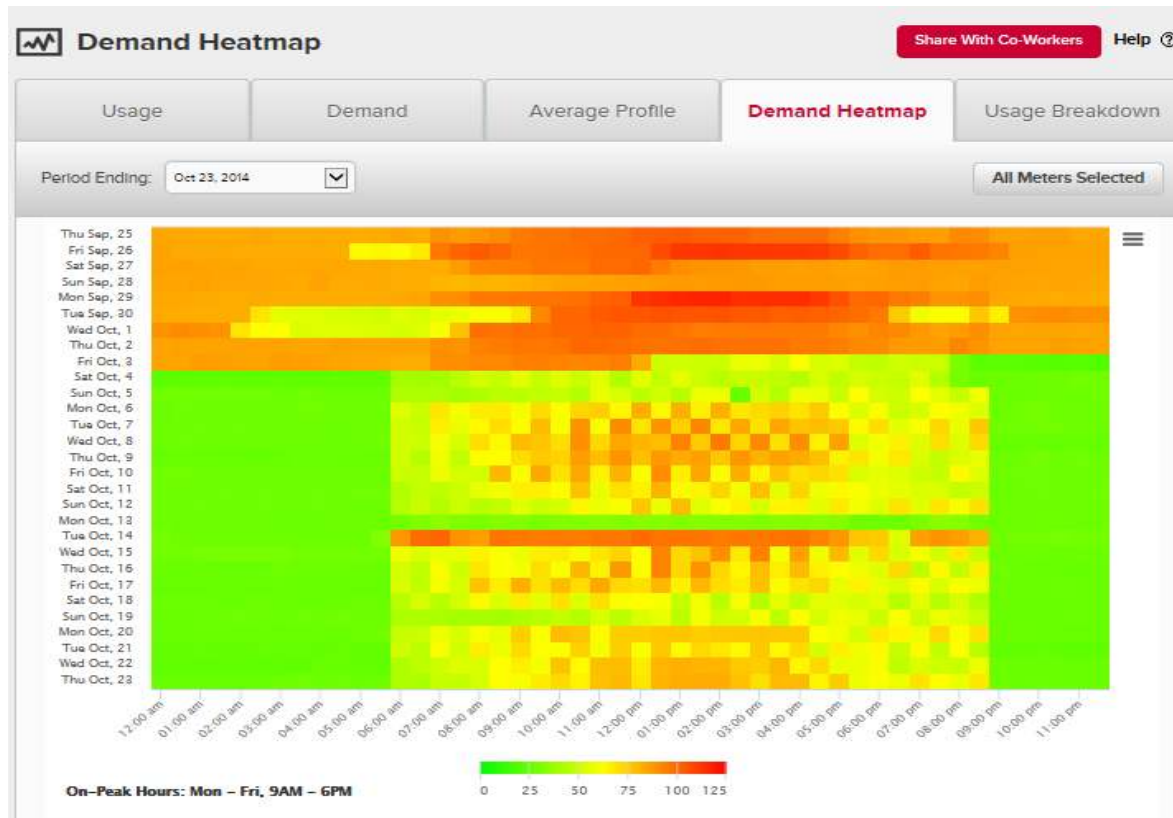 Demand Heatmap
Share With Co-Workers
Help
Usage
Demand
Average Profile
Demand Heatmap
Usage Breakdown
Period Ending:
Oct 23, 2014
All Meters Selected
Thu Sep, 25
Fri Sep, 26
Sat Sep, 27
Sun Sep, 28
Mon Sep, 29
Tue Sep, 30
Wed Oct, 1
Thu Oct, 2
Fri Oct, 3
Sat Oct, 4
Sun Oct, 5
Mon Oct, 6
Tue Oct, 7
Wed Oct, 8
Thu Oct, 9
Fri Oct, 10
Sat Oct, 11
Sun Oct, 12
Mon Oct, 13
Tue Oct, 14
Wed Oct, 15
Thu Oct, 16
Fri Oct, 17
Sat Oct, 18
Sun Oct, 19
Mon Oct, 20
Tue Oct, 21
Wed Oct, 22
Thu Oct, 23
12:00 am
01:00 am
02:00 am
03:00 am
04:00 am
05:00 am
06:00 am
07:00 am
08:00 am
09:00 am
10:00 am
11:00 am
12:00 pm
01:00 pm
02:00 pm
03:00 pm
04:00 pm
05:00 pm
06:00 pm
07:00 pm
08:00 pm
09:00 pm
10:00 pm
11:00 pm
0 25 50 75 100 125
On-Peak Hours: Mon - Fri, 9AM - 6PM